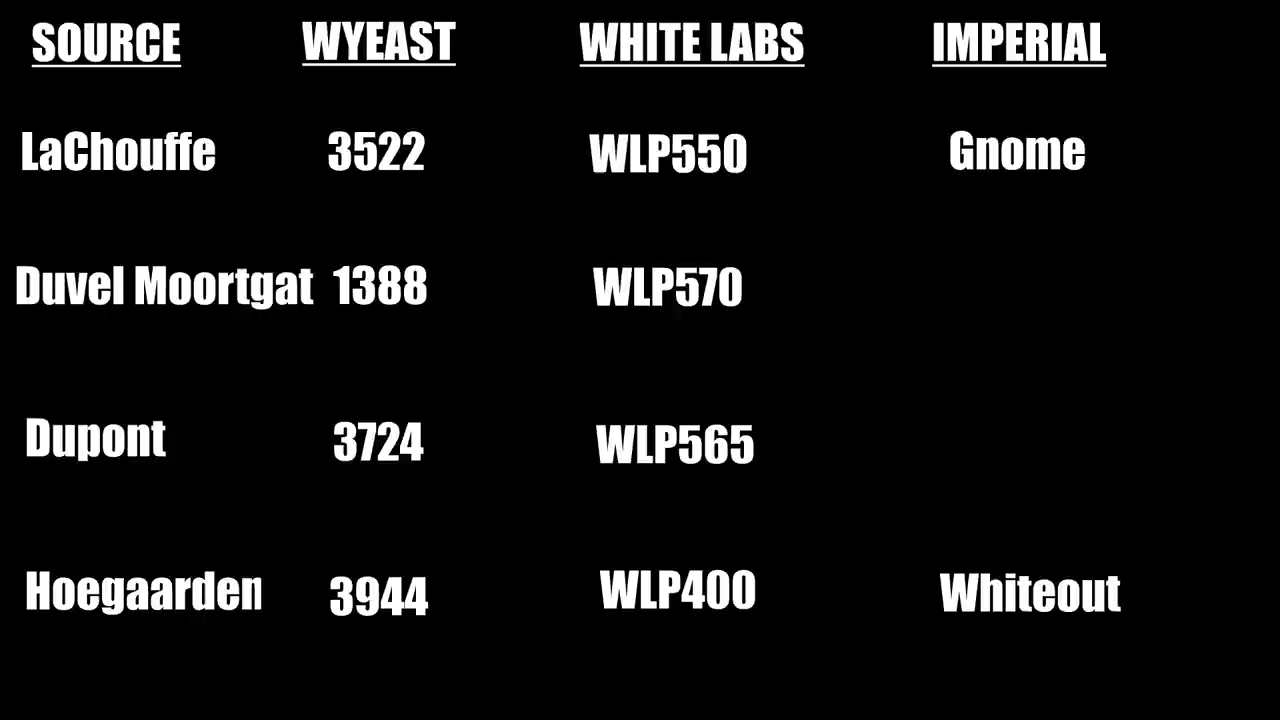 SOURCE WYEAST WHITE LABS IMPERIAL
LaChouffe 3522 WLP550 Gnome
Duvel Moortgat 1388 WLP570
Dupont 3724 WLP565
Hoegaarden 3944 WLP400 Whiteout